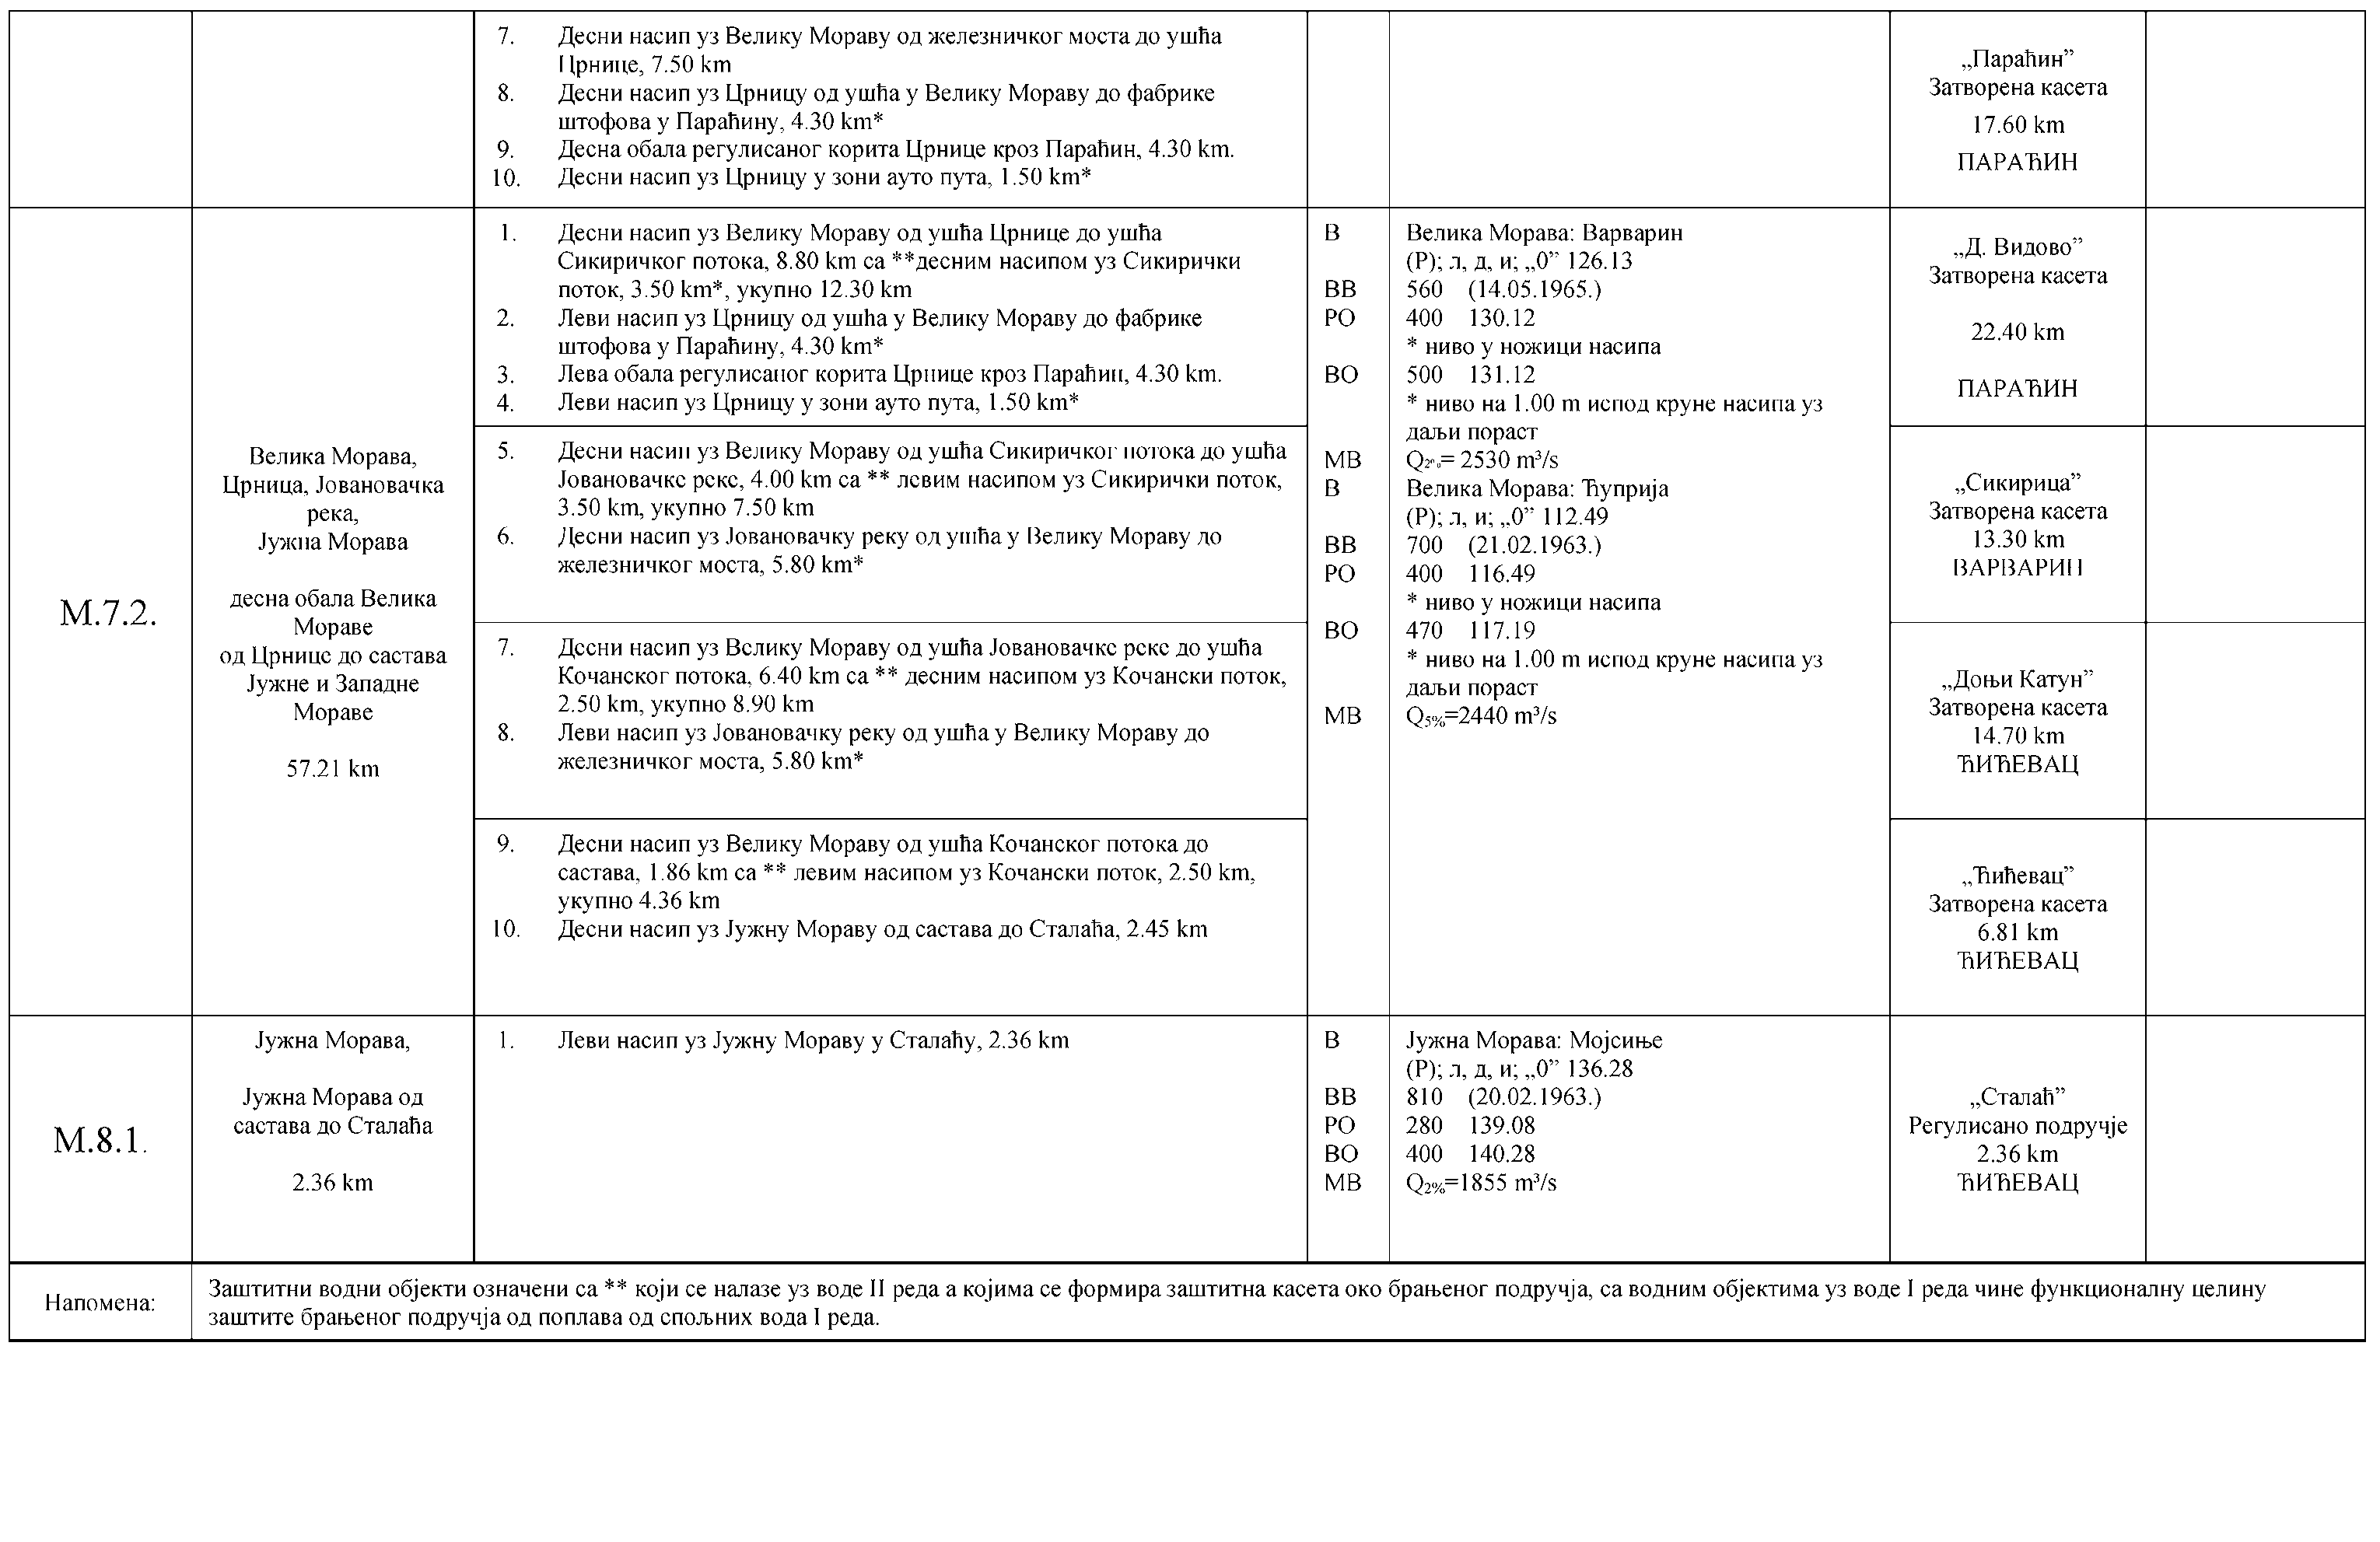 7. Десни насип уз Велику Мораву од железничког моста до ушћа
Црнице, 7.50 km
8. Десни насип уз Црницу од ушћа у Велику Мораву до фабрике
штофова у Параћину, 4.30 km*
9. Десна обала регулисаног корита Црнице кроз Параћин, 4.30 km.
10. Десни насип уз Црницу у зони ауто пута, 1.50 km*
„Параћин”
Затворена касета
17.60 km
ПАРАЋИН
М.7.2.
Велика Морава,
Црница, Јовановачка
река,
Јужна Морава
десна обала Велика
Мораве
од Црнице до састава
Јужне и Западне
Мораве
57.21 km
1. Десни насип уз Велику Мораву од ушћа Црнице до ушћа
Сикиричког потока, 8.80 km са **десним насипом уз Сикирички
поток, 3.50 km*, укупно 12.30 km
2. Леви насип уз Црницу од ушћа у Велику Мораву до фабрике
штофова у Параћину, 4.30 km*
3. Лева обала регулисаног корита Црнице кроз Параћин, 4.30 km.
4. Леви насип уз Црницу у зони ауто пута, 1.50 km*
5. Десни насип уз Велику Мораву од ушћа Сикиричког потока до ушћа
Јовановачке реке, 4.00 km са ** левим насипом уз Сикирички поток,
3.50 km, укупно 7.50 km
6. Десни насип уз Јовановачку реку од ушћа у Велику Мораву до
железничког моста, 5.80 km*
7. Десни насип уз Велику Мораву од ушћа Јовановачке реке до ушћа
Кочанског потока, 6.40 km са ** десним насипом уз Кочански поток,
2.50 km, укупно 8.90 km
8. Леви насип уз Јовановачку реку од ушћа у Велику Мораву до
железничког моста, 5.80 km*
9. Десни насип уз Велику Мораву од ушћа Кочанског потока до
састава, 1.86 km са ** левим насипом уз Кочански поток, 2.50 km,
укупно 4.36 km
10. Десни насип уз Јужну Мораву од састава до Сталаћа, 2.45 km
В Велика Морава: Варварин
(Р); л, д, и; „0” 126.13
ВВ 560 (14.05.1965.)
РО 400 130.12
* ниво у ножици насипа
ВО 500 131.12
* ниво на 1.00 m испод круне насипа уз
даљи пораст
МВ Q2%= 2530 m³/s
В Велика Морава: Ћуприја
(Р); л, и; „0” 112.49
ВВ 700 (21.02.1963.)
РО 400 116.49
* ниво у ножици насипа
ВО 470 117.19
* ниво на 1.00 m испод круне насипа уз
даљи пораст
МВ Q5%=2440 m³/s
„Д. Видово”
Затворена касета
22.40 km
ПАРАЋИН
„Сикирица”
Затворена касета
13.30 km
ВАРВАРИН
„Доњи Катун”
Затворена касета
14.70 km
ЋИЋЕВАЦ
„Ћићевац”
Затворена касета
6.81 km
ЋИЋЕВАЦ
М.8.1.
Јужна Морава,
Јужна Морава од
састава до Сталаћа
2.36 km
1. Леви насип уз Јужну Мораву у Сталаћу, 2.36 km
В Јужна Морава: Мојсиње
(Р); л, д, и; „0” 136.28
ВВ 810 (20.02.1963.)
РО 280 139.08
ВО 400 140.28
МВ Q2%=1855 m³/s
„Сталаћ”
Регулисано подручје
2.36 km
ЋИЋЕВАЦ
Напомена:
Заштитни водни објекти означени са ** који се налазе уз воде II реда а којима се формира заштитна касета око брањеног подручја, са водним објектима уз воде I реда чине функционалну целину
заштите брањеног подручја од поплава од спољних вода I реда.